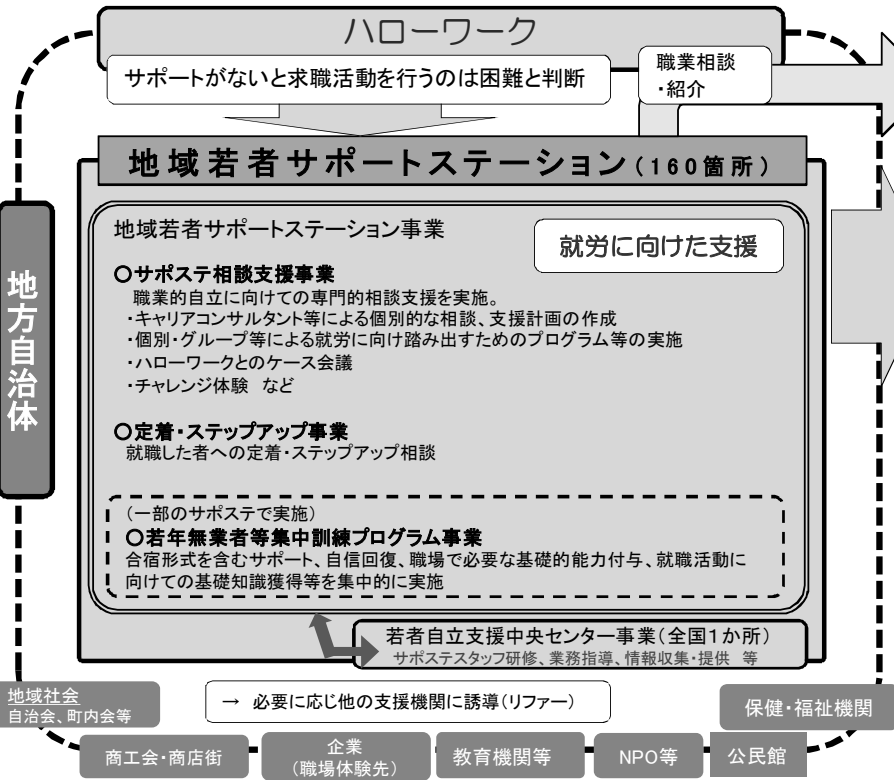 ハローワーク
サポートがないと求職活動を行うのは困難と判断
職業相談
・紹介
地域若者サポートステーション(160箇所)
地方自治体
地域若者サポートステーション事業
就労に向けた支援
○サポステ相談支援事業
職業的自立に向けての専門的相談支援を実施。
・キャリアコンサルタント等による個別的な相談、支援計画の作成
・個別・グループ等による就労に向け踏み出すためのプログラム等の実施
・ハローワークとのケース会議
・チャレンジ体験 など
○定着・ステップアップ事業
就職した者への定着・ステップアップ相談
(一部のサポステで実施)
○若年無業者等集中訓練プログラム事業
合宿形式を含むサポート、自信回復、職場で必要な基礎的能力付与、就職活動に
向けての基礎知識獲得等を集中的に実施
若者自立支援中央センター事業(全国1か所)
サポステスタッフ研修、業務指導、情報収集・提供 等
地域社会
自治会、町内会等
→ 必要に応じ他の支援機関に誘導(リファー)
保健・福祉機関
商工会・商店街
企業
(職場体験先)
教育機関等
NPO等
公民館